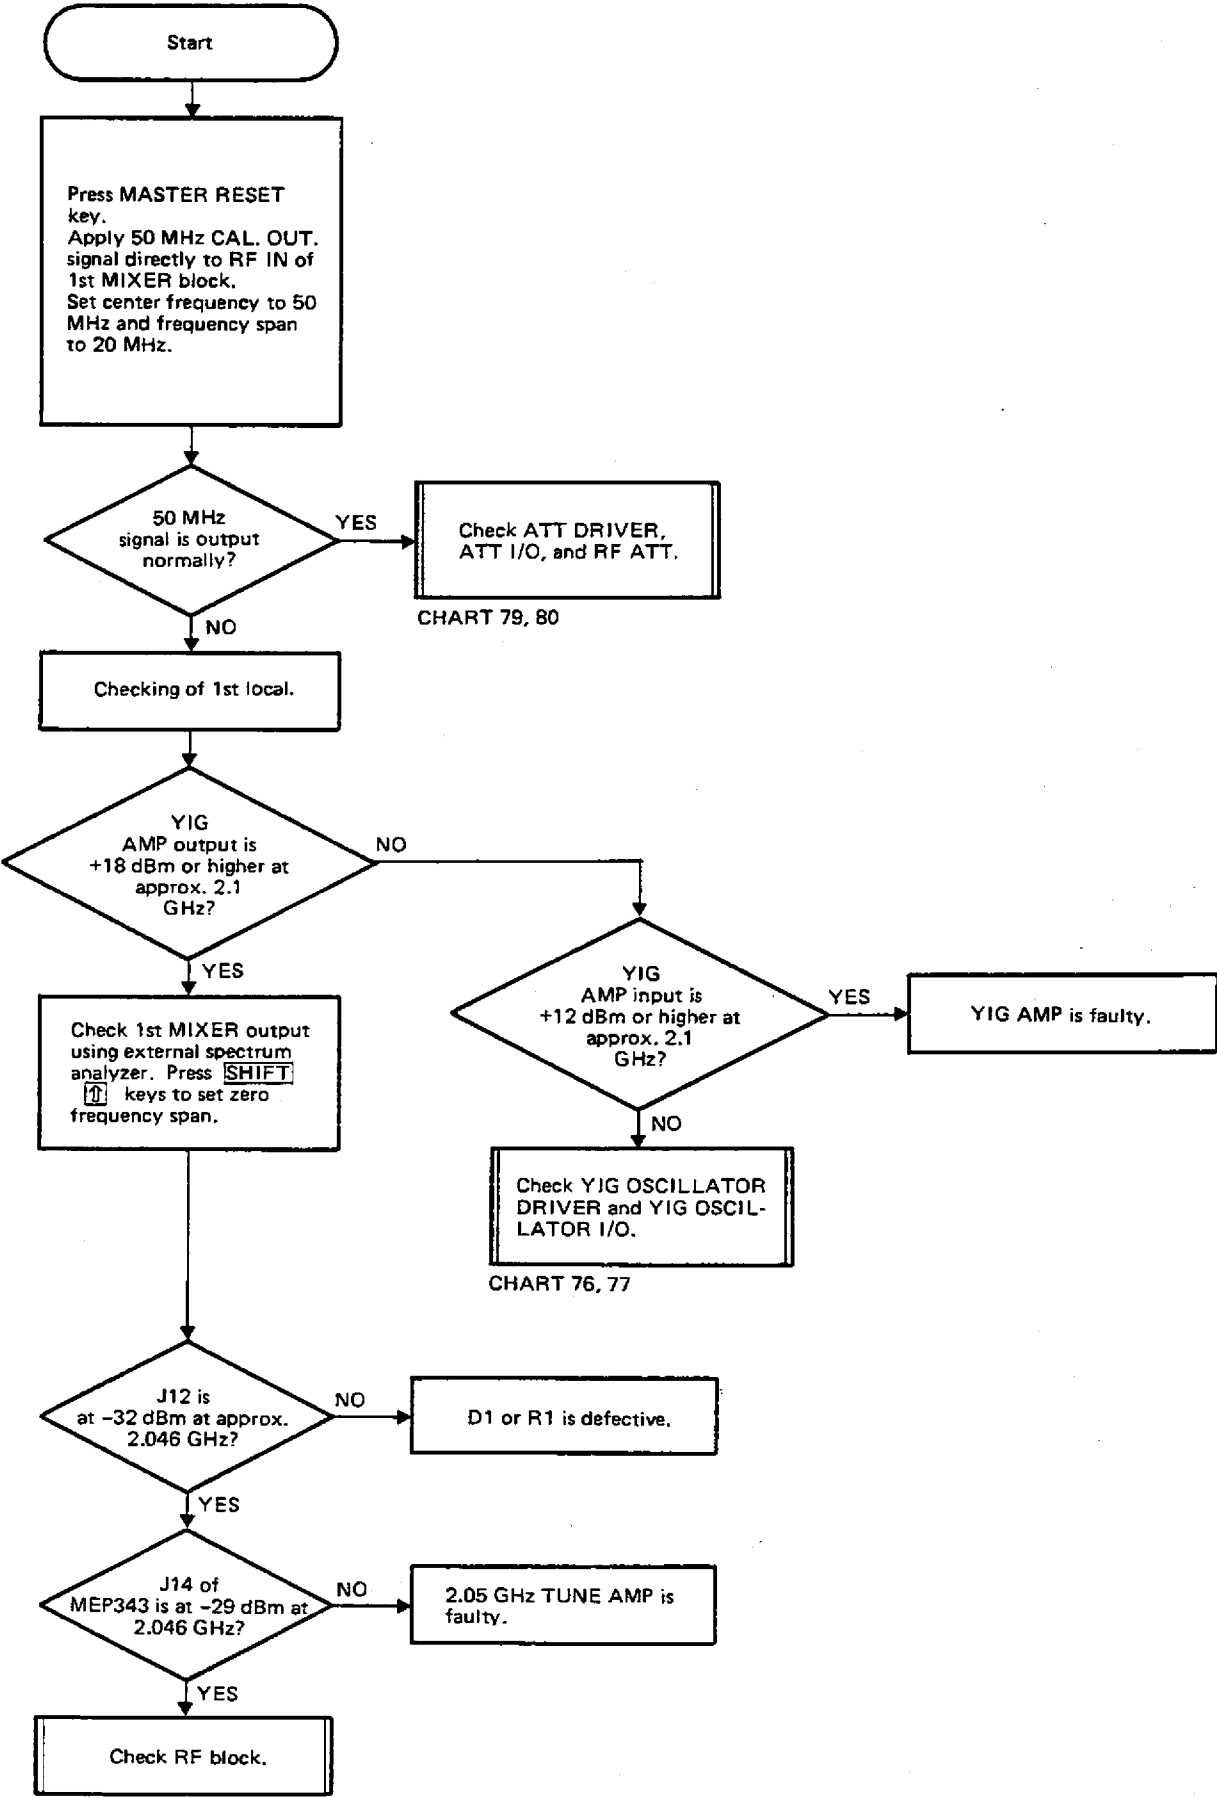 Start
Press MASTER RESET
key.
Apply 50 MHz CAL. OUT.
signal directly to RF IN of
1st MIXER block.
Set center frequency to 50
MHz and frequency span
to 20 MHz.
50 MHz
signal is output
normally?
YES
Check ATT DRIVER,
ATT I/O, and RF ATT.
CHART 79, 80
NO
Checking of 1st local.
YIG
AMP output is
+18 dBm or higher at
approx. 2.1
GHz?
NO
YES
YIG
AMP input is
+12 dBm or higher at
approx. 2.1
GHz?
YES
YIG AMP is faulty.
NO
Check YIG OSCILLATOR
DRIVER and YIG OSCIL-
LATOR I/O.
CHART 76, 77
Check 1st MIXER output
using external spectrum
analyzer. Press SHIFT
⇧ keys to set zero
frequency span.
J12 is
at −32 dBm at approx.
2.046 GHz?
NO
D1 or R1 is defective.
YES
J14 of
MEP343 is at −29 dBm at
2.046 GHz?
NO
2.05 GHz TUNE AMP is
faulty.
YES
Check RF block.